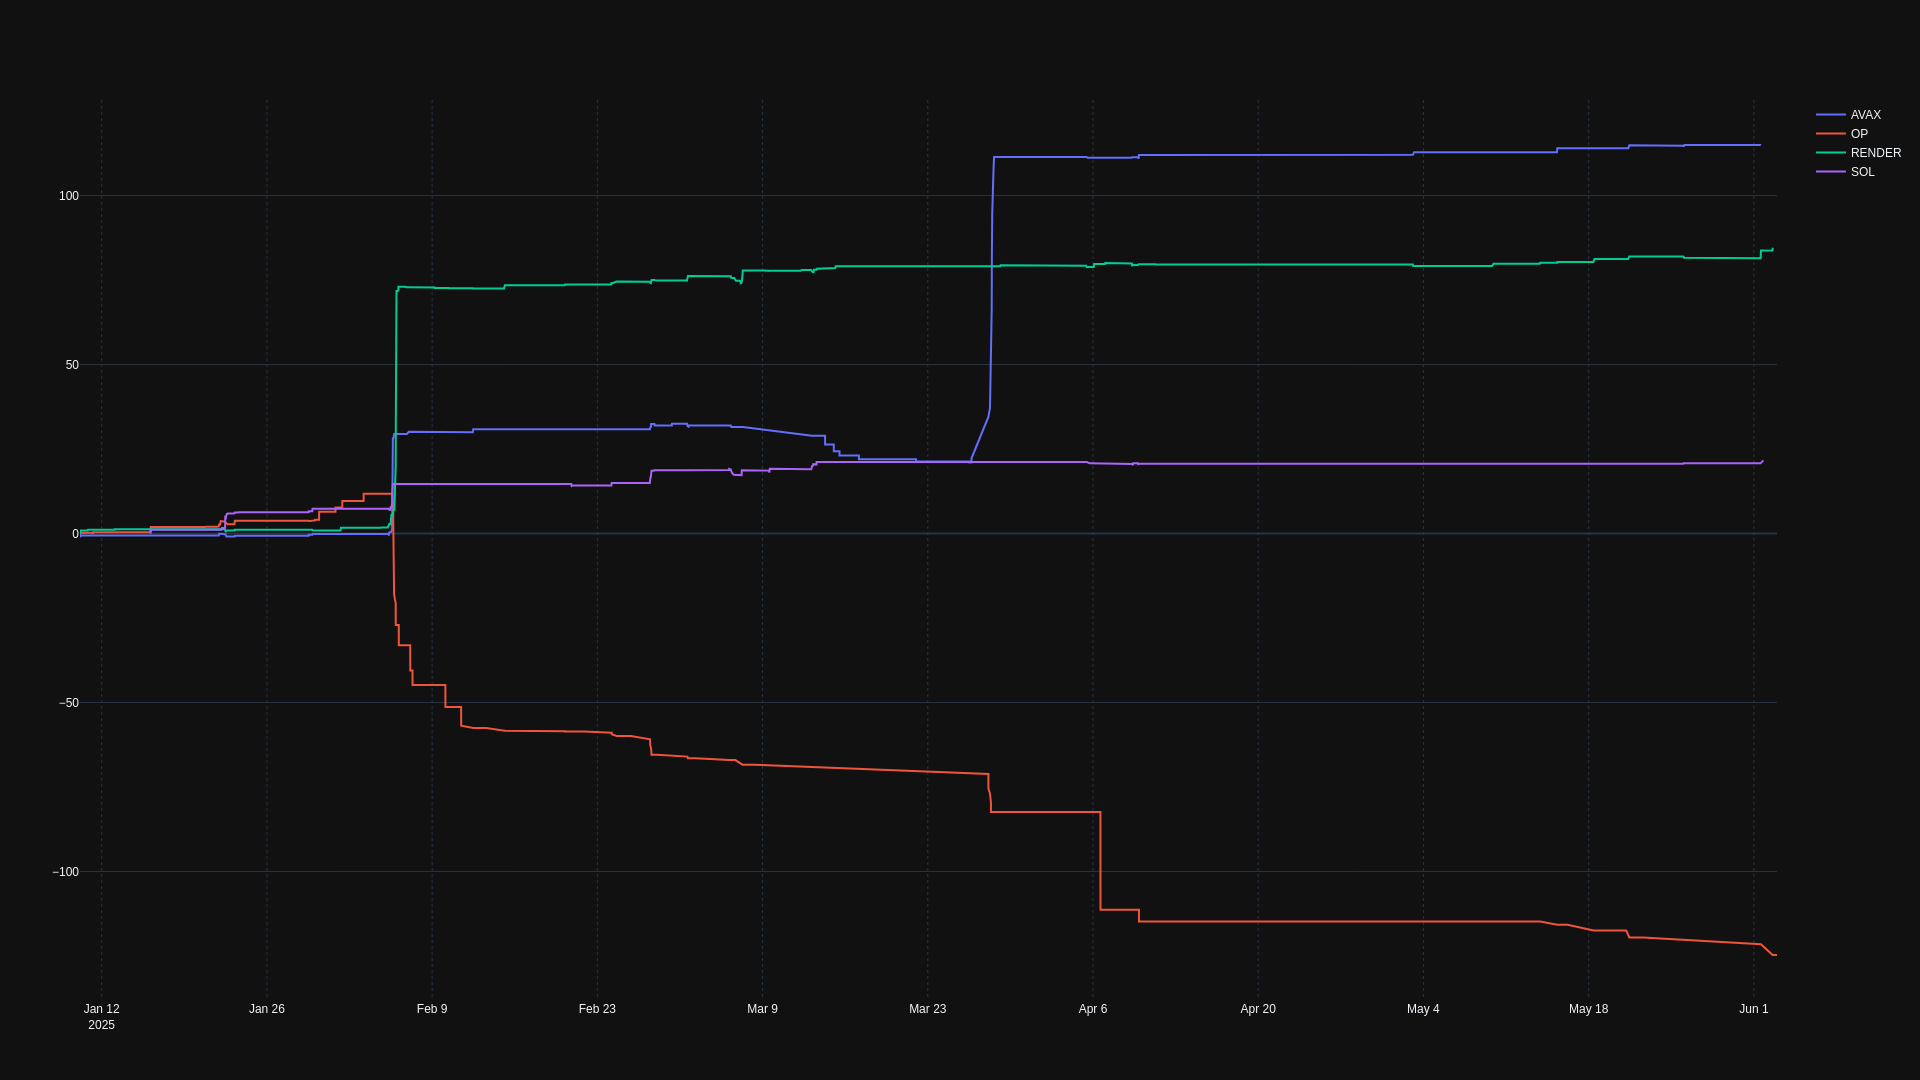 AVAX
OP
RENDER
SOL
100
50
0
−50
−100
Jan 12
2025
Jan 26
Feb 9
Feb 23
Mar 9
Mar 23
Apr 6
Apr 20
May 4
May 18
Jun 1